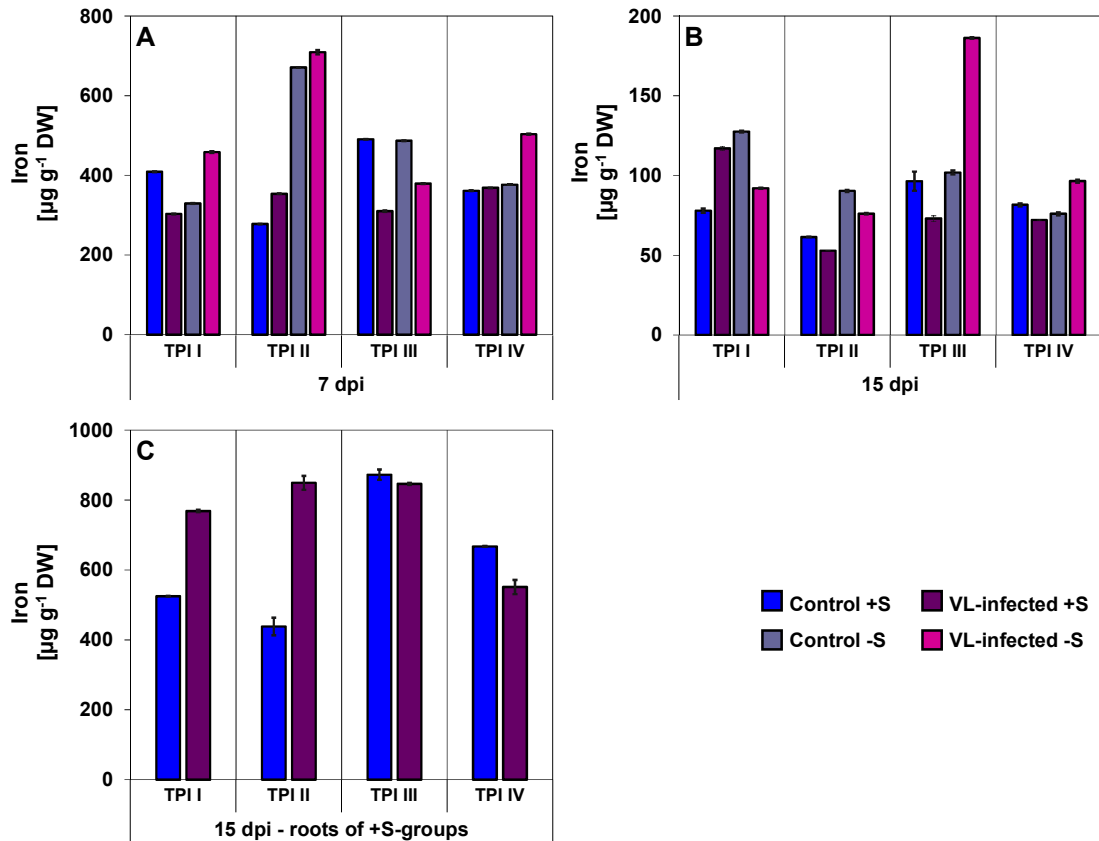 A
Iron
[µg g⁻¹ DW]
800
600
400
200
0
TPI I TPI II TPI III TPI IV
7 dpi
B
Iron
[µg g⁻¹ DW]
200
150
100
50
0
TPI I TPI II TPI III TPI IV
15 dpi
C
Iron
[µg g⁻¹ DW]
1000
800
600
400
200
0
TPI I TPI II TPI III TPI IV
15 dpi - roots of +S-groups
Control +S VL-infected +S
Control -S VL-infected -S